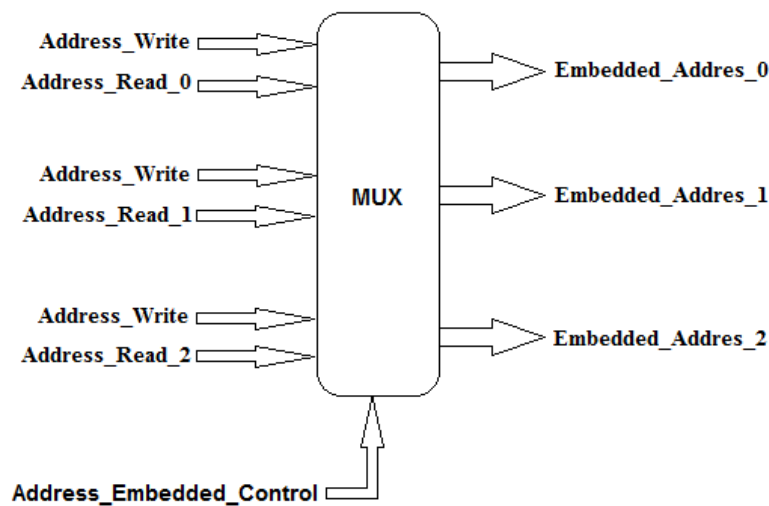 Address_Write
Address_Read_0
Embedded_Addres_0
Address_Write
Address_Read_1
MUX
Embedded_Addres_1
Address_Write
Address_Read_2
Embedded_Addres_2
Address_Embedded_Control